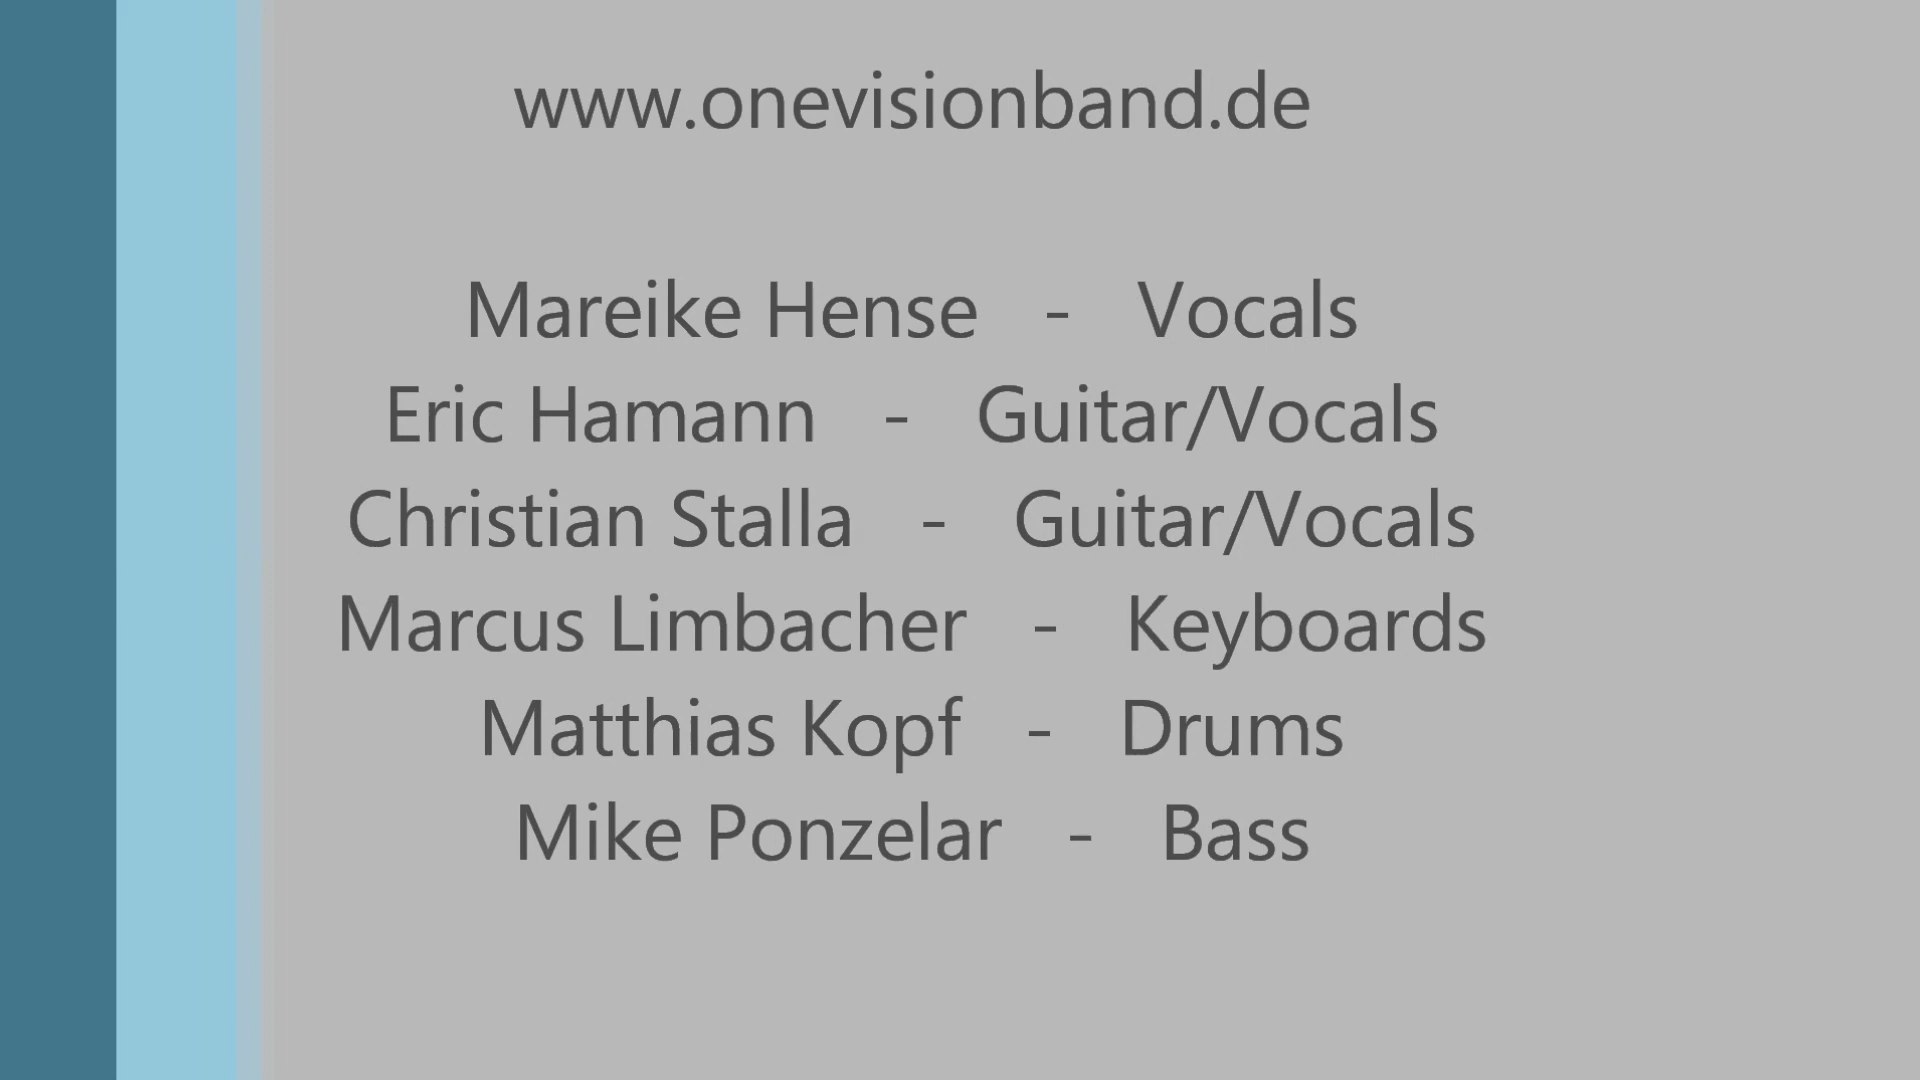 www.onevisionband.de
Mareike Hense - Vocals
Eric Hamann - Guitar/Vocals
Christian Stalla - Guitar/Vocals
Marcus Limbacher - Keyboards
Matthias Kopf - Drums
Mike Ponzelar - Bass